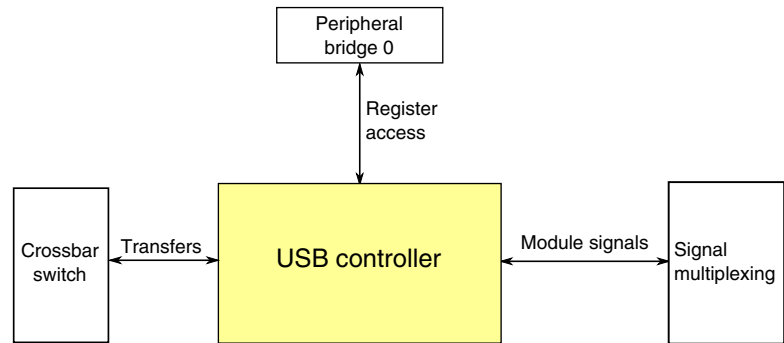 Peripheral
bridge 0
Register
access
Crossbar
switch
Transfers
USB controller
Module signals
Signal
multiplexing